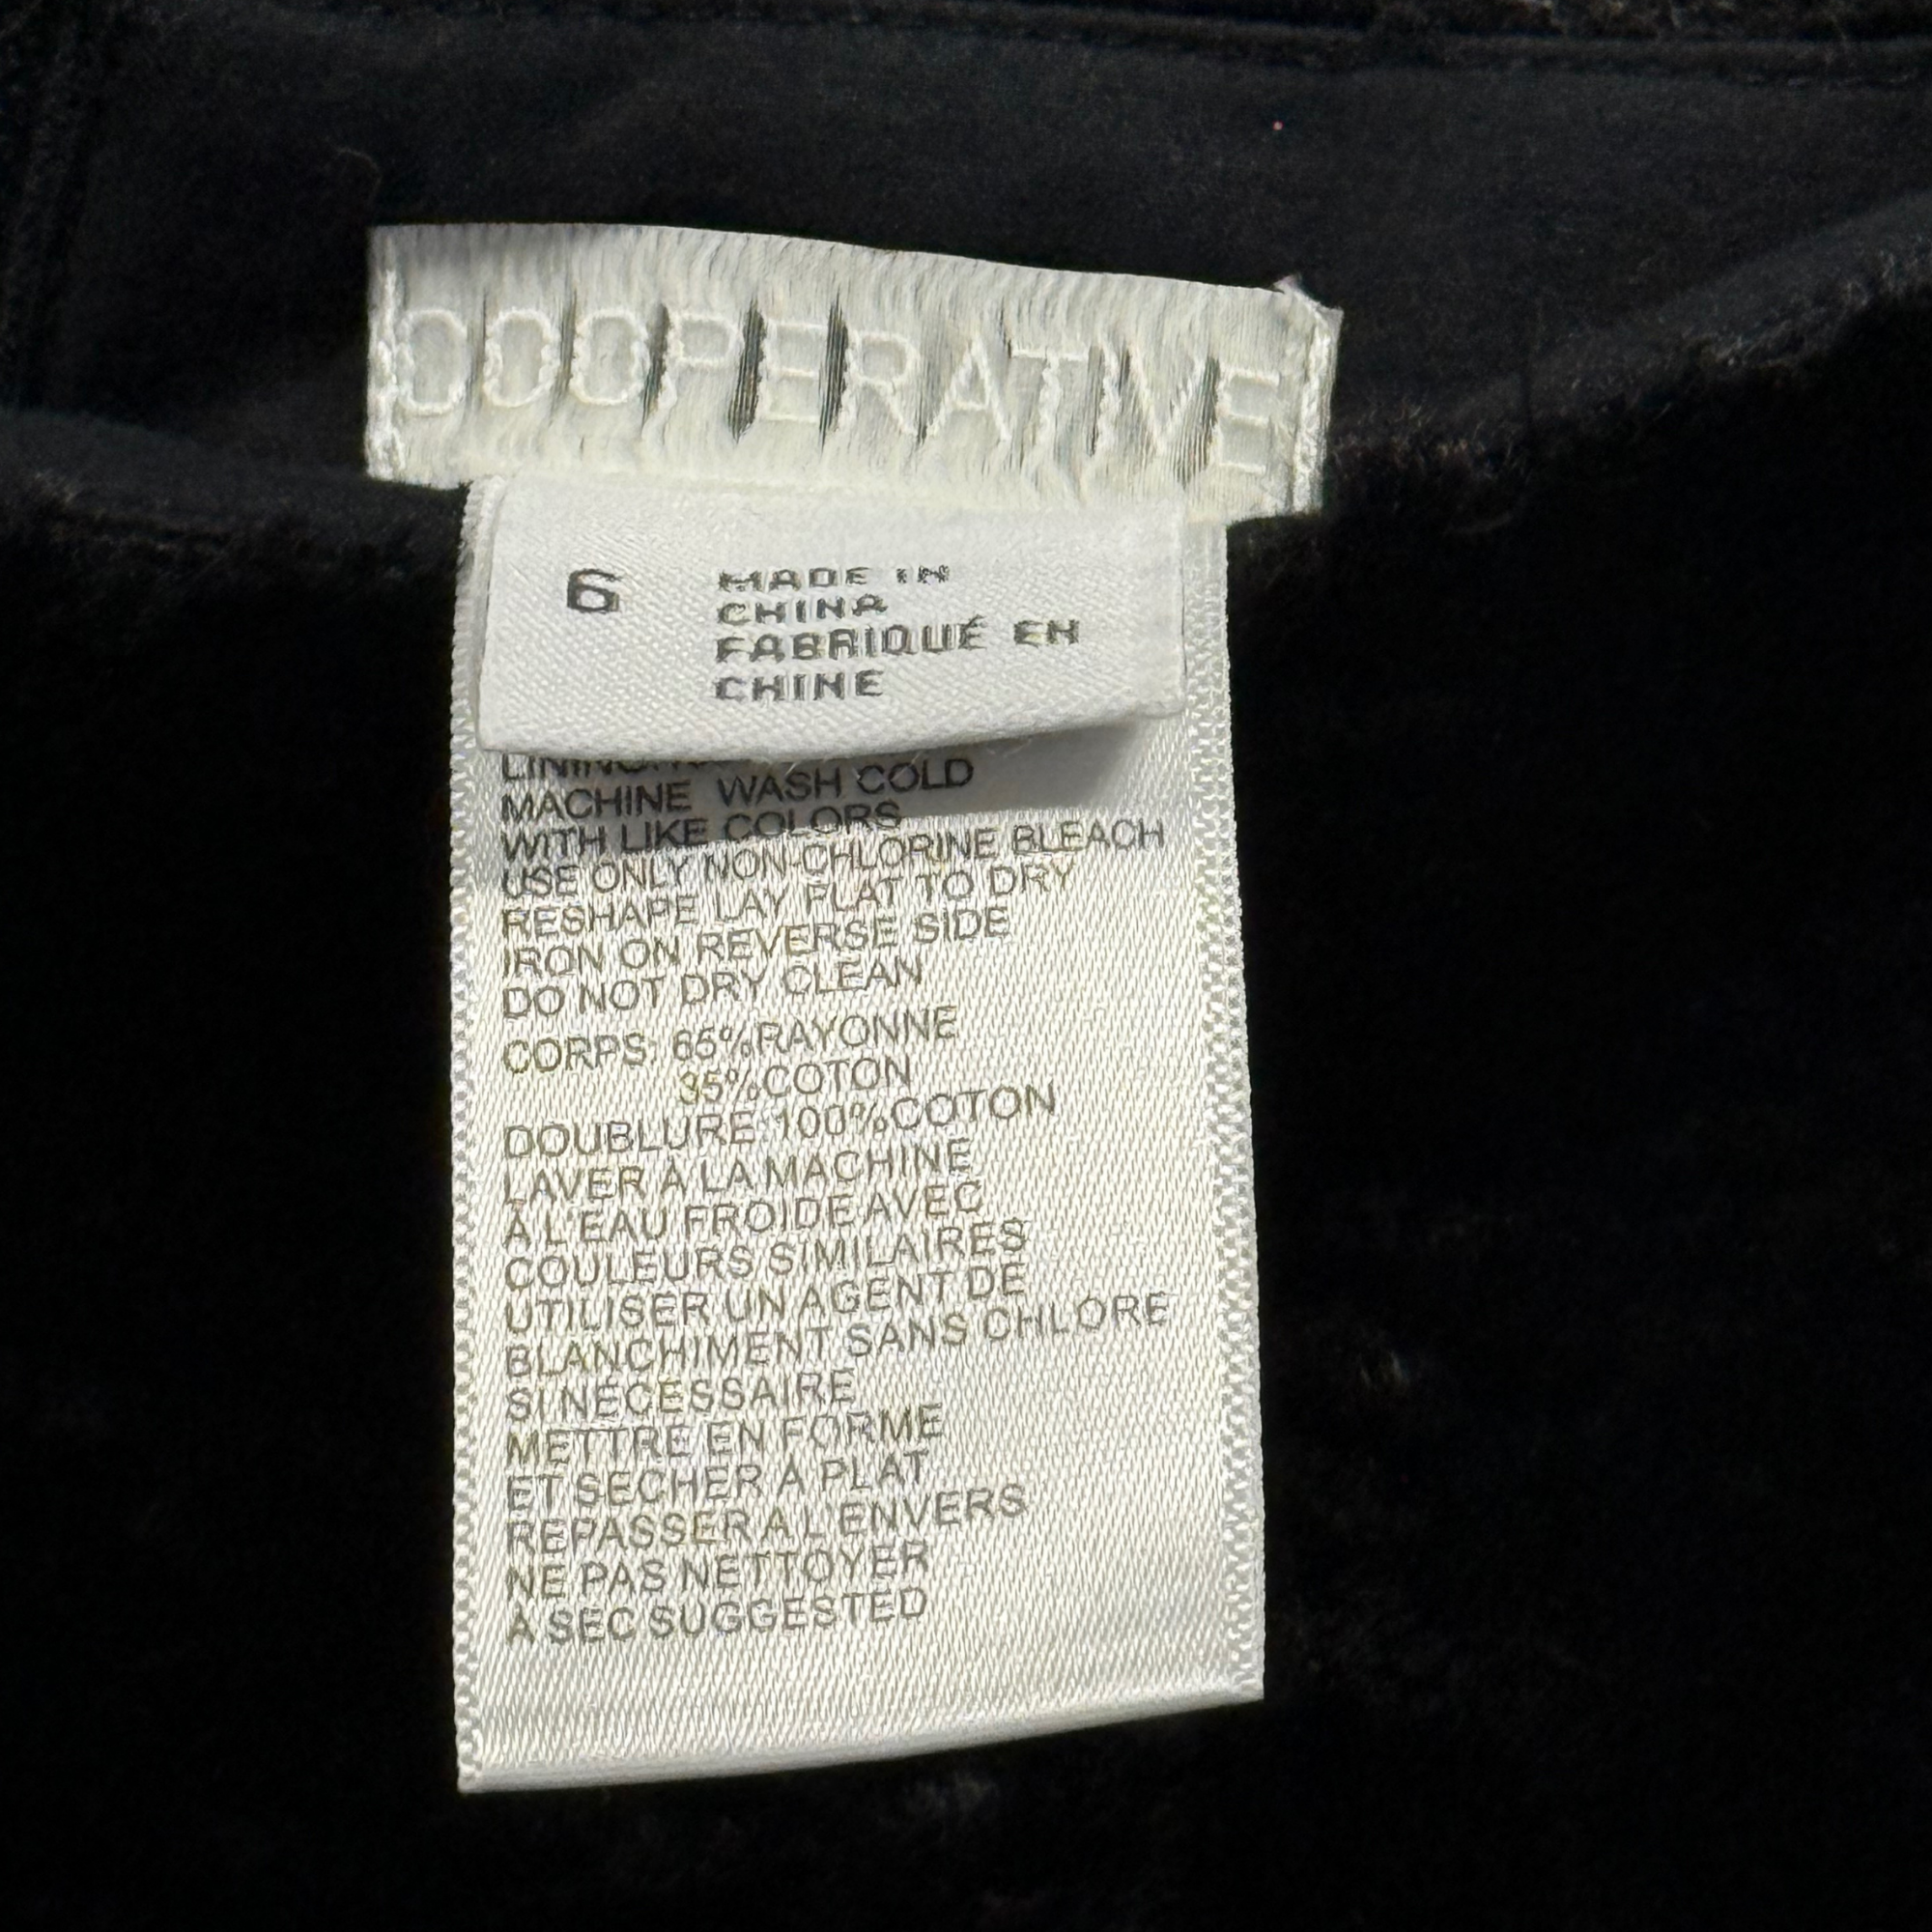 COOPERATIVE
6
MADE IN
CHINA
FABRIQUÉ EN
CHINE
LINING:
MACHINE WASH COLD
WITH LIKE COLORS
USE ONLY NON-CHLORINE BLEACH
RESHAPE LAY FLAT TO DRY
IRON ON REVERSE SIDE
DO NOT DRY CLEAN
CORPS: 65%RAYONNE
35%COTON
DOUBLURE:100%COTON
LAVER À LA MACHINE
À L'EAU FROIDE AVEC
COULEURS SIMILAIRES
UTILISER UN AGENT DE
BLANCHIMENT SANS CHLORE
SI NÉCESSAIRE
METTRE EN FORME
ET SECHER A PLAT
REPASSER A L'ENVERS
NE PAS NETTOYER
À SEC SUGGESTED